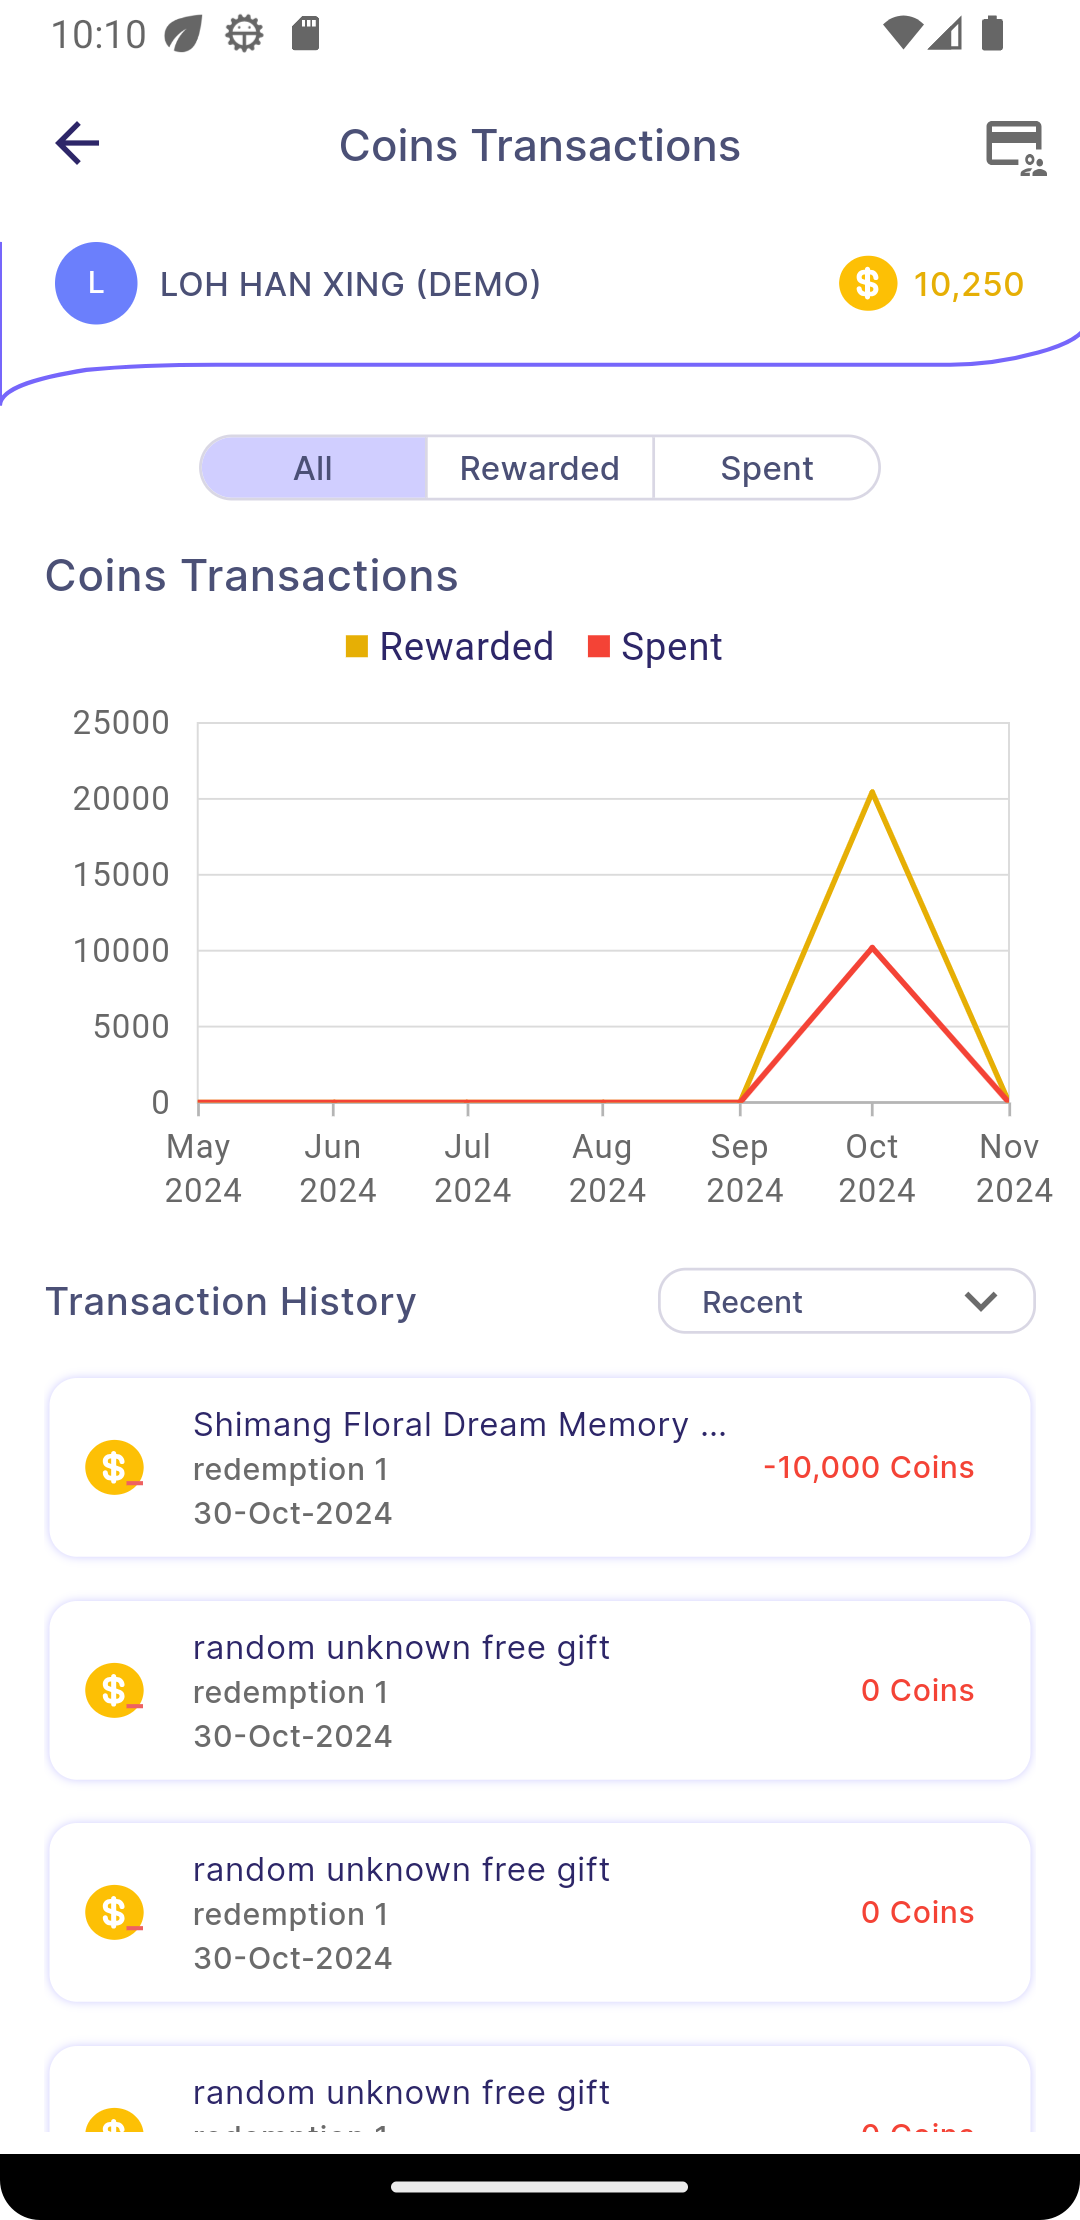 10:10
Coins Transactions
L
LOH HAN XING (DEMO)
$ 10,250
All
Rewarded
Spent
Coins Transactions
Rewarded
Spent
25000
20000
15000
10000
5000
0
May 2024
Jun 2024
Jul 2024
Aug 2024
Sep 2024
Oct 2024
Nov 2024
Transaction History
Recent
$
Shimang Floral Dream Memory ...
redemption 1
30-Oct-2024
-10,000 Coins
$
random unknown free gift
redemption 1
30-Oct-2024
0 Coins
$
random unknown free gift
redemption 1
30-Oct-2024
0 Coins
$
random unknown free gift
redemption 1
0 Coins